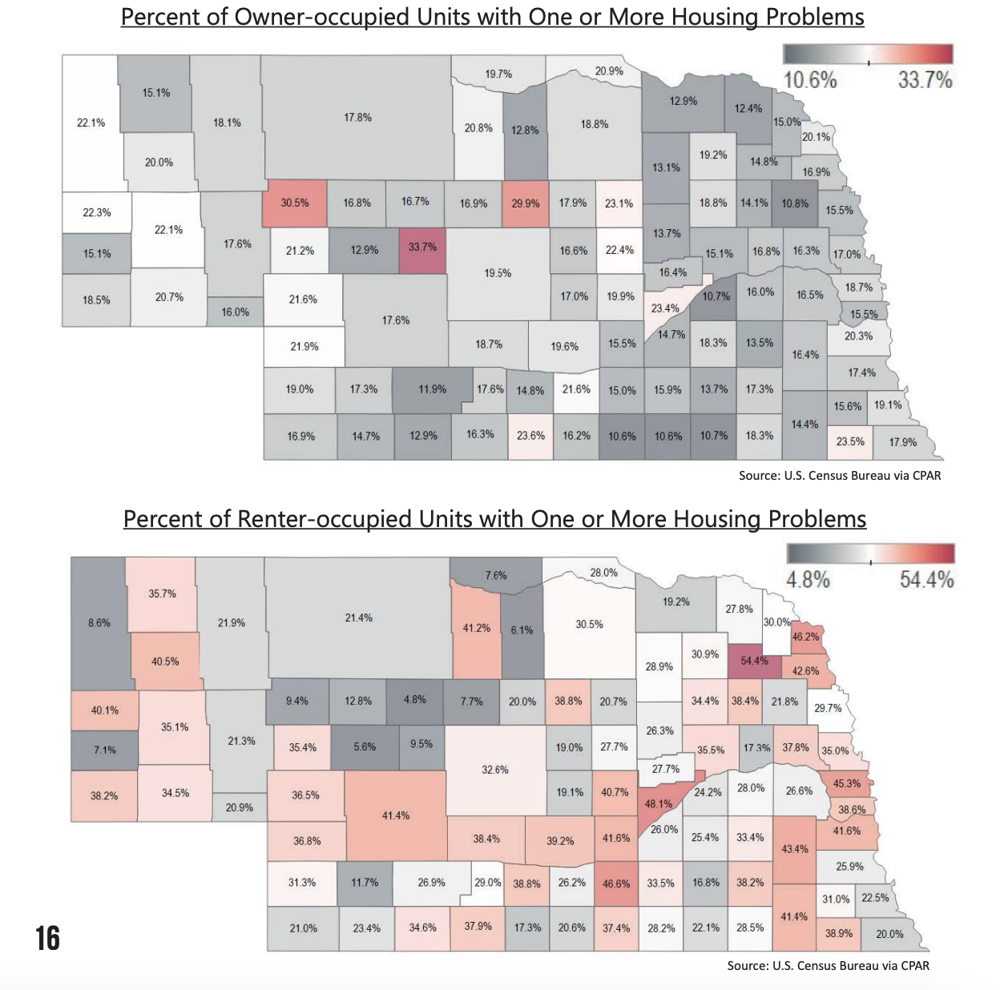 Percent of Owner-occupied Units with One or More Housing Problems
10.6% 33.7%
19.7% 20.9%
15.1% 12.9% 12.4%
22.1% 18.1% 17.8% 20.8% 12.8% 18.8% 15.0%
20.1%
20.0% 13.1% 19.2% 14.8% 16.9%
22.3% 30.5% 16.8% 16.7% 16.9% 29.9% 17.9% 23.1% 18.8% 14.1% 10.8% 15.5%
22.1%
15.1% 17.6% 21.2% 12.9% 33.7% 16.6% 22.4% 13.7% 15.1% 16.8% 16.3% 17.0%
19.5% 16.4%
18.5% 20.7% 16.0% 21.6% 17.0% 19.9% 23.4% 10.7% 16.0% 16.5% 18.7%
15.5%
17.6%
21.9% 18.7% 19.6% 15.5% 14.7% 18.3% 13.5% 16.4% 20.3%
17.4%
19.0% 17.3% 11.9% 17.6% 14.8% 21.6% 15.0% 15.9% 13.7% 17.3% 15.6% 19.1%
16.9% 14.7% 12.9% 16.3% 23.6% 16.2% 10.6% 10.6% 10.7% 18.3% 14.4% 23.5% 17.9%
Source: U.S. Census Bureau via CPAR
Percent of Renter-occupied Units with One or More Housing Problems
4.8% 54.4%
7.6% 28.0%
35.7% 19.2% 27.8%
8.6% 21.9% 21.4% 41.2% 6.1% 30.5% 30.0%
46.2%
40.5% 28.9% 30.9% 54.4% 42.6%
40.1% 9.4% 12.8% 4.8% 7.7% 20.0% 38.8% 20.7% 34.4% 38.4% 21.8% 29.7%
35.1% 26.3%
7.1% 21.3% 35.4% 5.6% 9.5% 19.0% 27.7% 35.5% 17.3% 37.8% 35.0%
32.6% 27.7%
38.2% 34.5% 20.9% 36.5% 19.1% 40.7% 48.1% 24.2% 28.0% 26.6% 45.3%
38.6%
41.4%
36.8% 38.4% 39.2% 41.6% 26.0% 25.4% 33.4% 43.4% 41.6%
25.9%
31.3% 11.7% 26.9% 29.0% 38.8% 26.2% 46.6% 33.5% 16.8% 38.2% 31.0% 22.5%
21.0% 23.4% 34.6% 37.9% 17.3% 20.6% 37.4% 28.2% 22.1% 28.5% 41.4% 38.9% 20.0%
16
Source: U.S. Census Bureau via CPAR